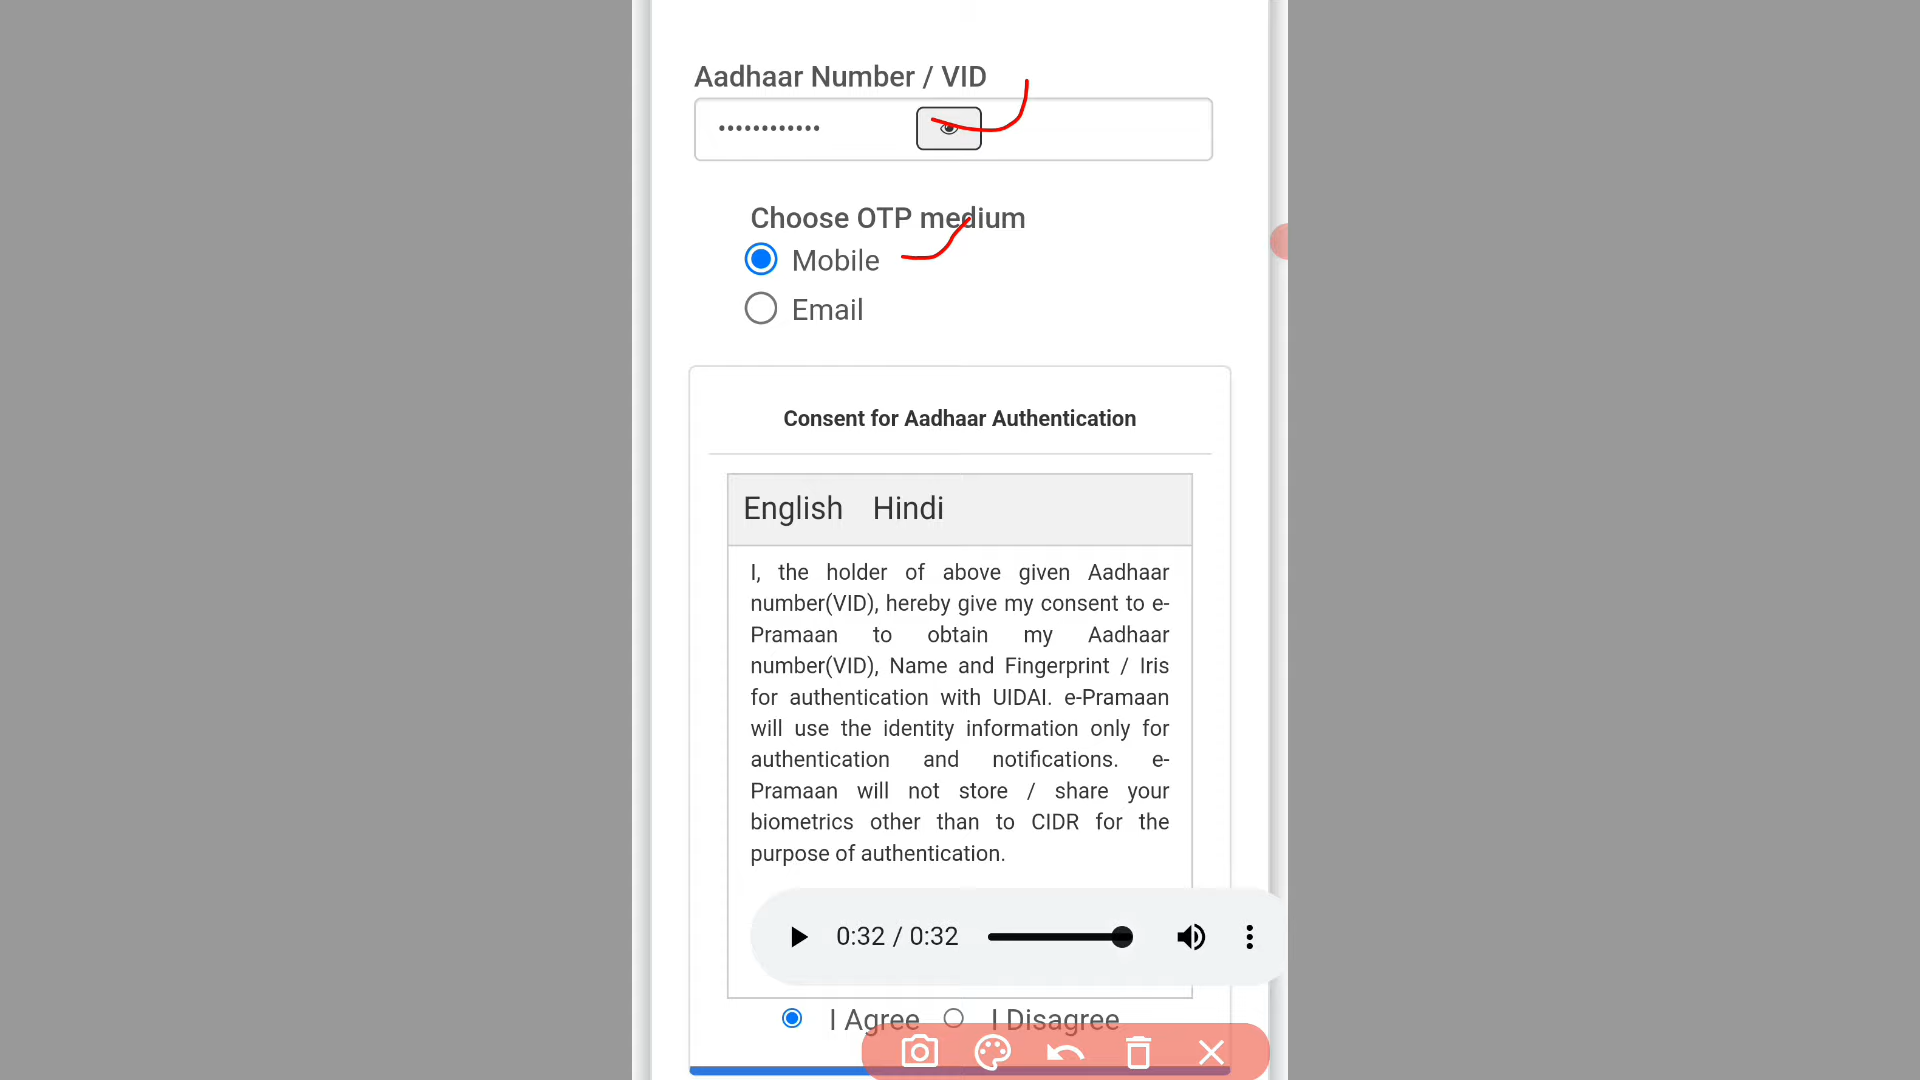 Aadhaar Number / VID
••••••••••••
Choose OTP medium
Mobile
Email
Consent for Aadhaar Authentication
English Hindi
I, the holder of above given Aadhaar
number(VID), hereby give my consent to e-
Pramaan to obtain my Aadhaar
number(VID), Name and Fingerprint / Iris
for authentication with UIDAI. e-Pramaan
will use the identity information only for
authentication and notifications. e-
Pramaan will not store / share your
biometrics other than to CIDR for the
purpose of authentication.
0:32 / 0:32
I Agree I Disagree